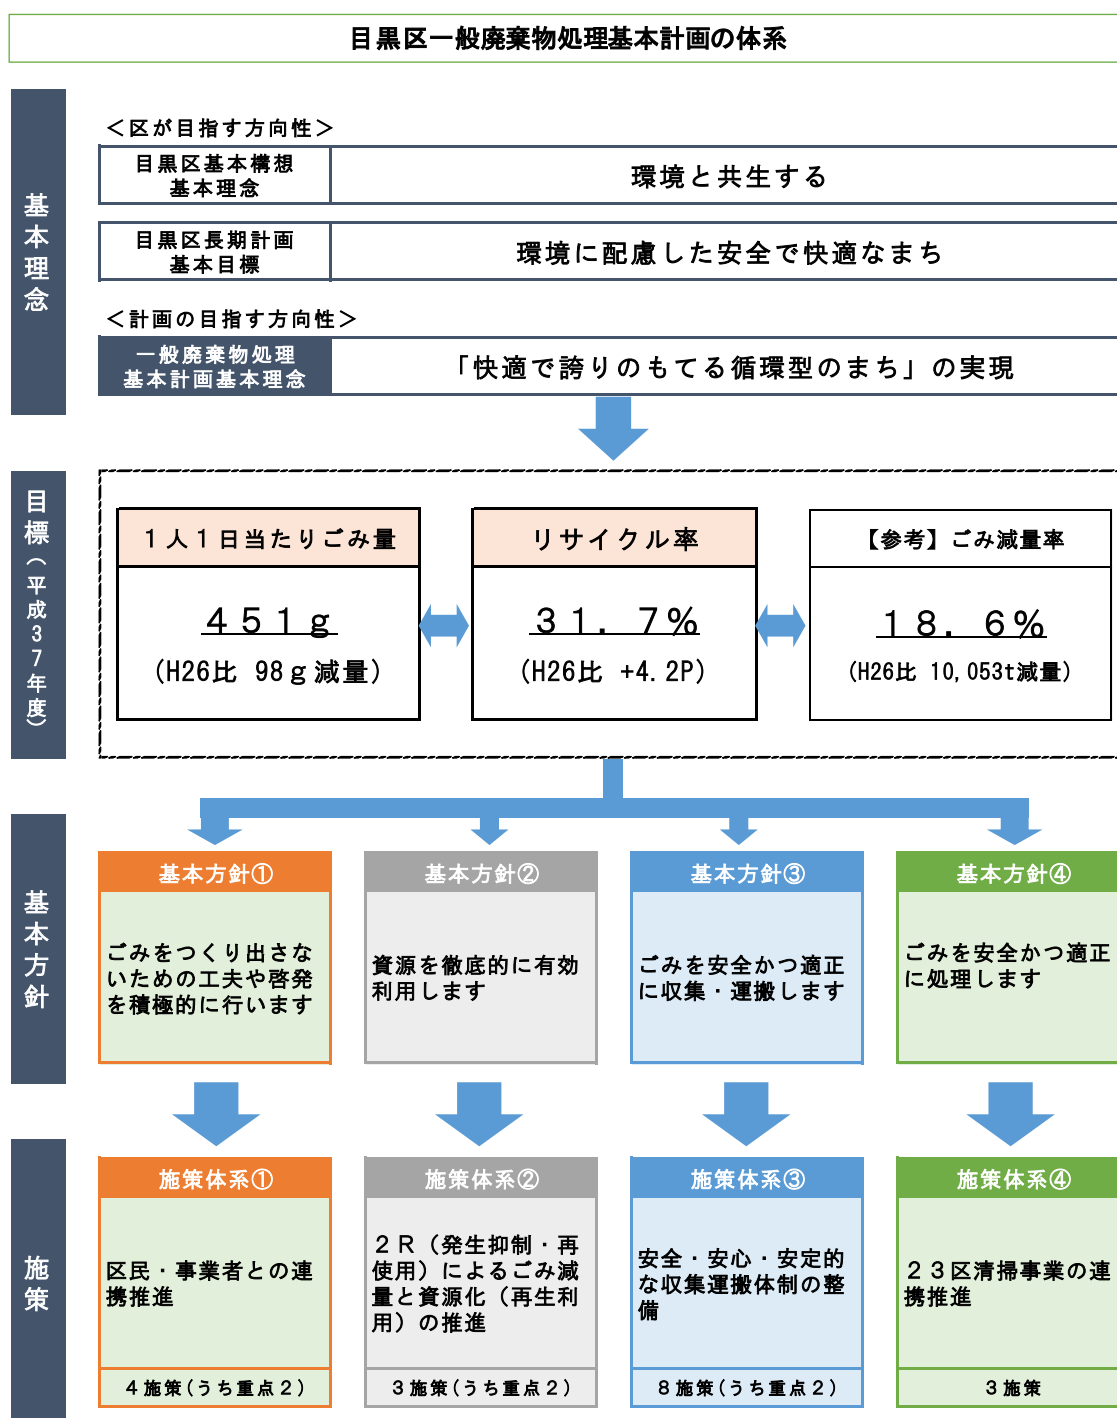 目黒区一般廃棄物処理基本計画の体系
基本理念
＜区が目指す方向性＞
目黒区基本構想
基本理念
環境と共生する
目黒区長期計画
基本目標
環境に配慮した安全で快適なまち
＜計画の目指す方向性＞
一般廃棄物処理
基本計画基本理念
「快適で誇りのもてる循環型のまち」の実現
目標（平成３７年度）
１人１日当たりごみ量
４５１ｇ
(H26比 98ｇ減量)
リサイクル率
３１．７％
(H26比 +4.2P)
【参考】ごみ減量率
１８．６％
(H26比 10,053t減量)
基本方針
基本方針①
ごみをつくり出さな
いための工夫や啓発
を積極的に行います
基本方針②
資源を徹底的に有効
利用します
基本方針③
ごみを安全かつ適正
に収集・運搬します
基本方針④
ごみを安全かつ適正
に処理します
施策
施策体系①
区民・事業者との連
携推進
４施策(うち重点２)
施策体系②
２Ｒ（発生抑制・再
使用）によるごみ減
量と資源化（再生利
用）の推進
３施策(うち重点２)
施策体系③
安全・安心・安定的
な収集運搬体制の整
備
８施策(うち重点２)
施策体系④
２３区清掃事業の連
携推進
３施策